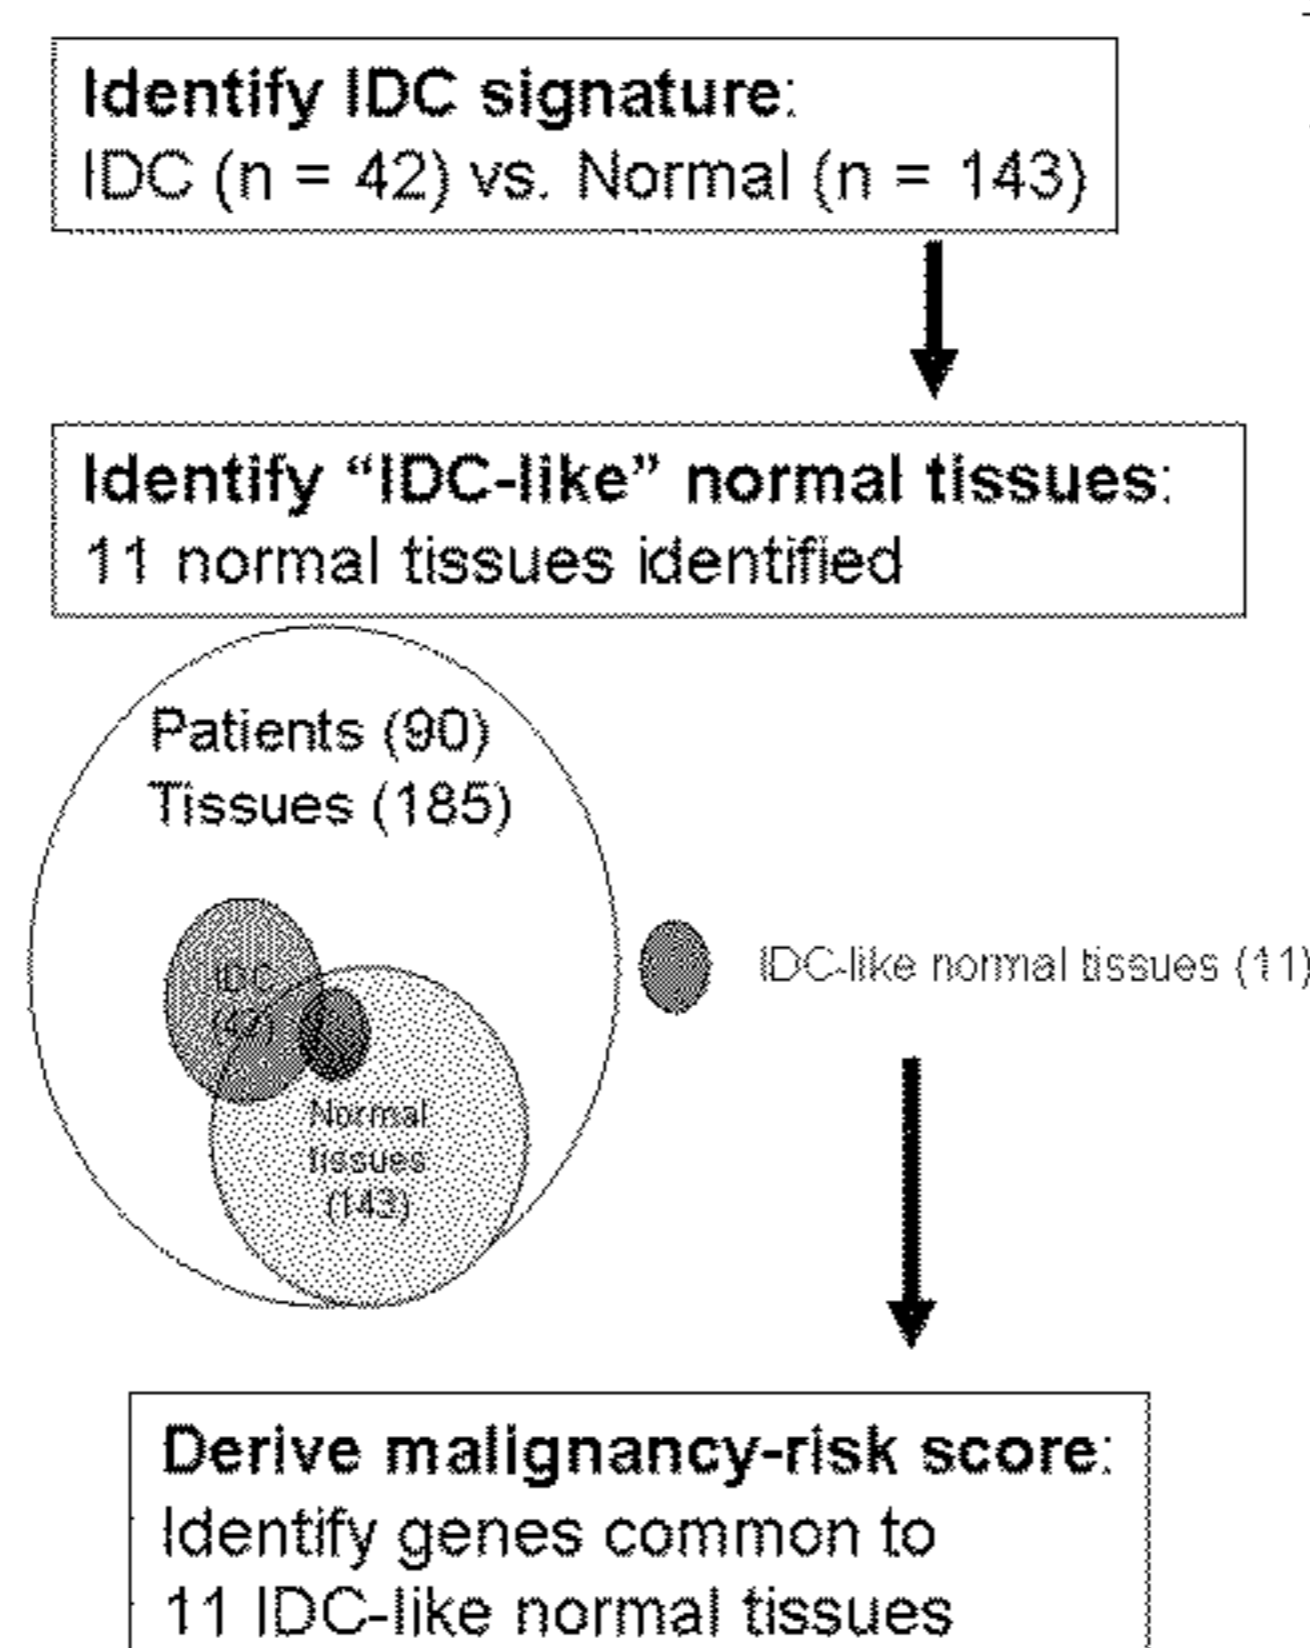 Identify IDC signature:
IDC (n = 42) vs. Normal (n = 143)
Identify “IDC-like” normal tissues:
11 normal tissues identified
Patients (90)
Tissues (185)
IDC
(42)
IDC-like normal tissues (11)
Normal
tissues
(143)
Derive malignancy-risk score:
Identify genes common to
11 IDC-like normal tissues